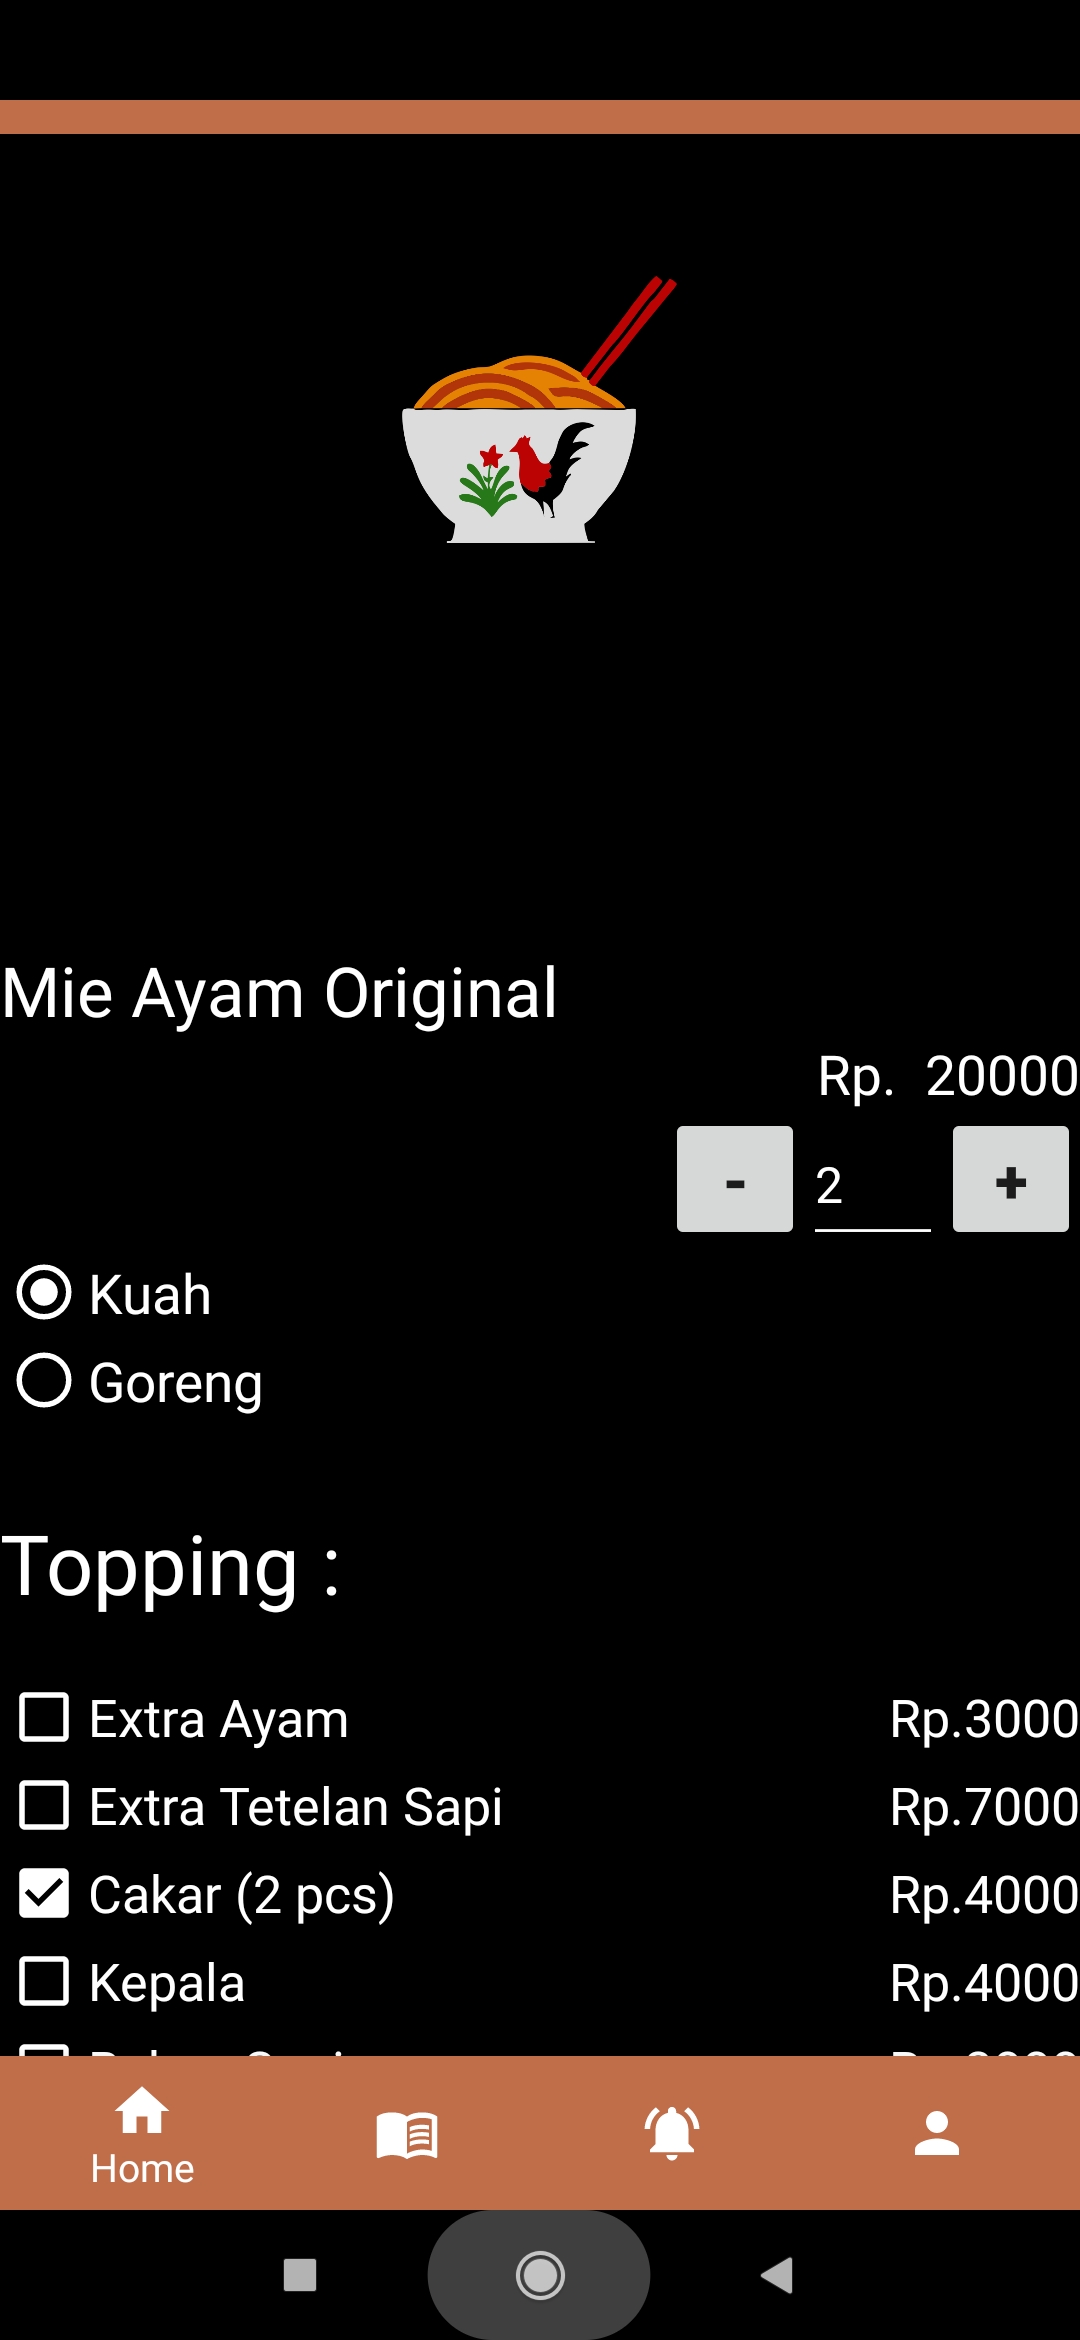 Mie Ayam Original
Rp. 20000
- 2 +
Kuah
Goreng
Topping :
Extra Ayam Rp.3000
Extra Tetelan Sapi Rp.7000
Cakar (2 pcs) Rp.4000
Kepala Rp.4000
Home